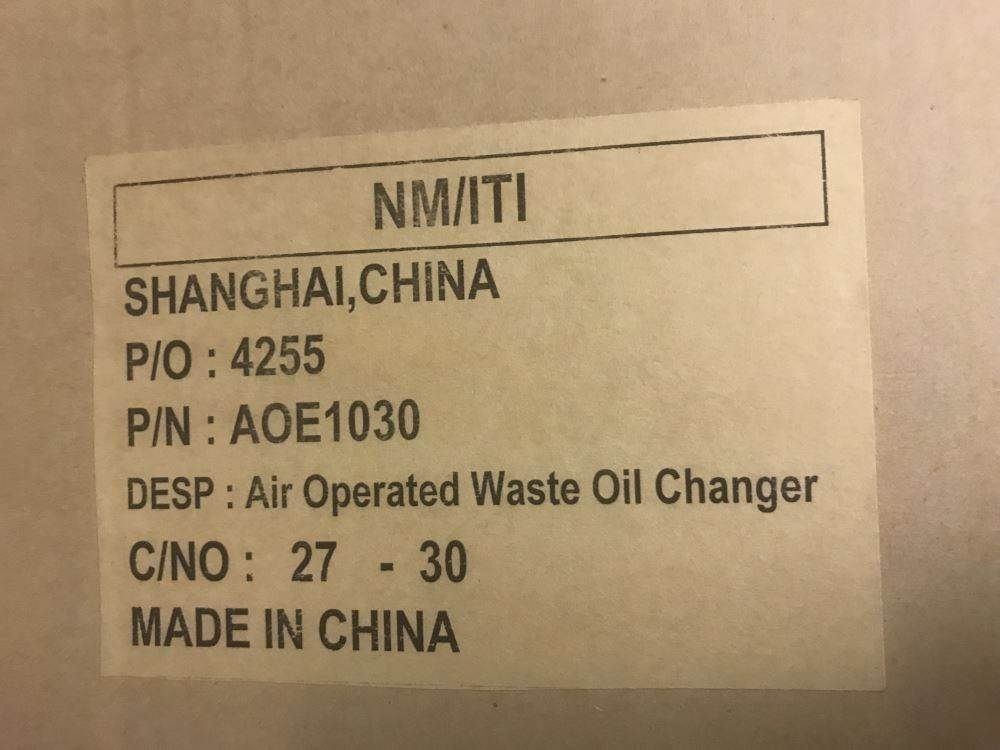 NM/ITI
SHANGHAI,CHINA
P/O : 4255
P/N : AOE1030
DESP : Air Operated Waste Oil Changer
C/NO : 27 - 30
MADE IN CHINA